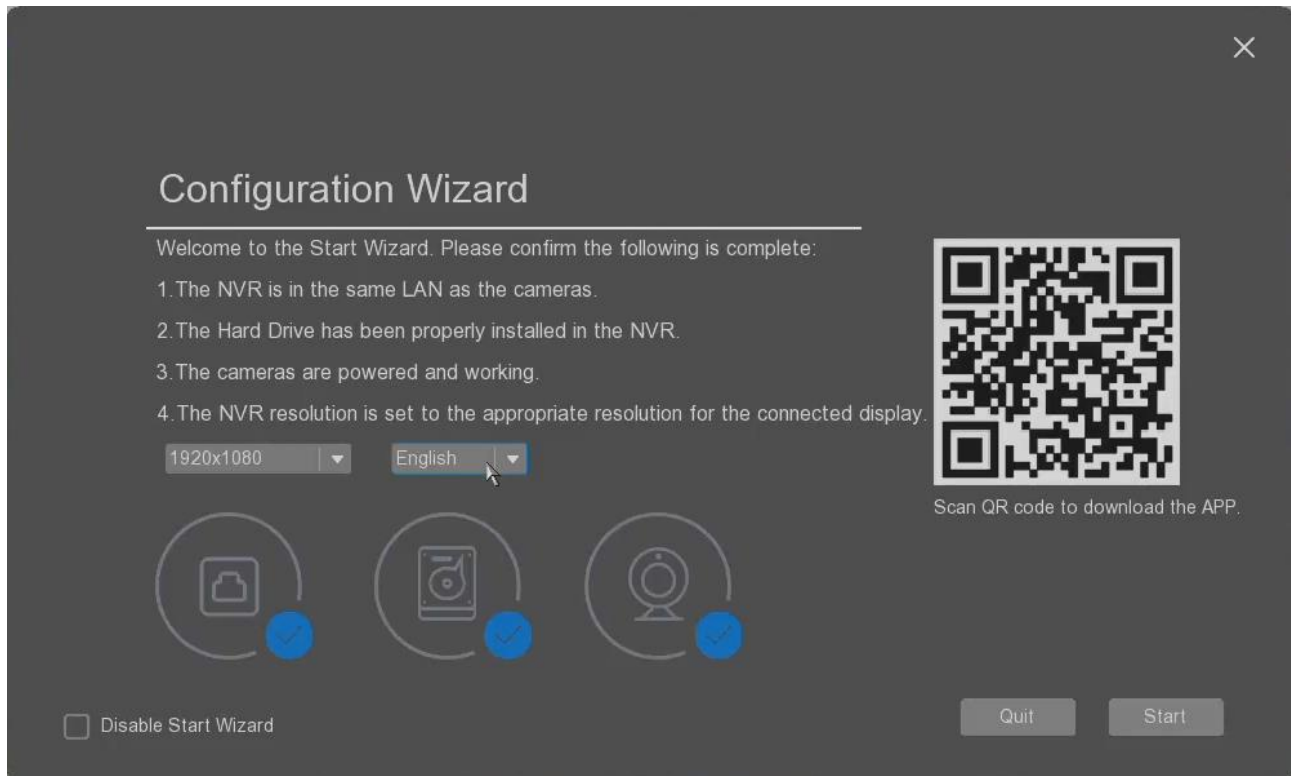 Configuration Wizard
Welcome to the Start Wizard. Please confirm the following is complete:
1.The NVR is in the same LAN as the cameras.
2.The Hard Drive has been properly installed in the NVR.
3.The cameras are powered and working.
4.The NVR resolution is set to the appropriate resolution for the connected display.
1920x1080 English
Scan QR code to download the APP.
Disable Start Wizard
Quit Start